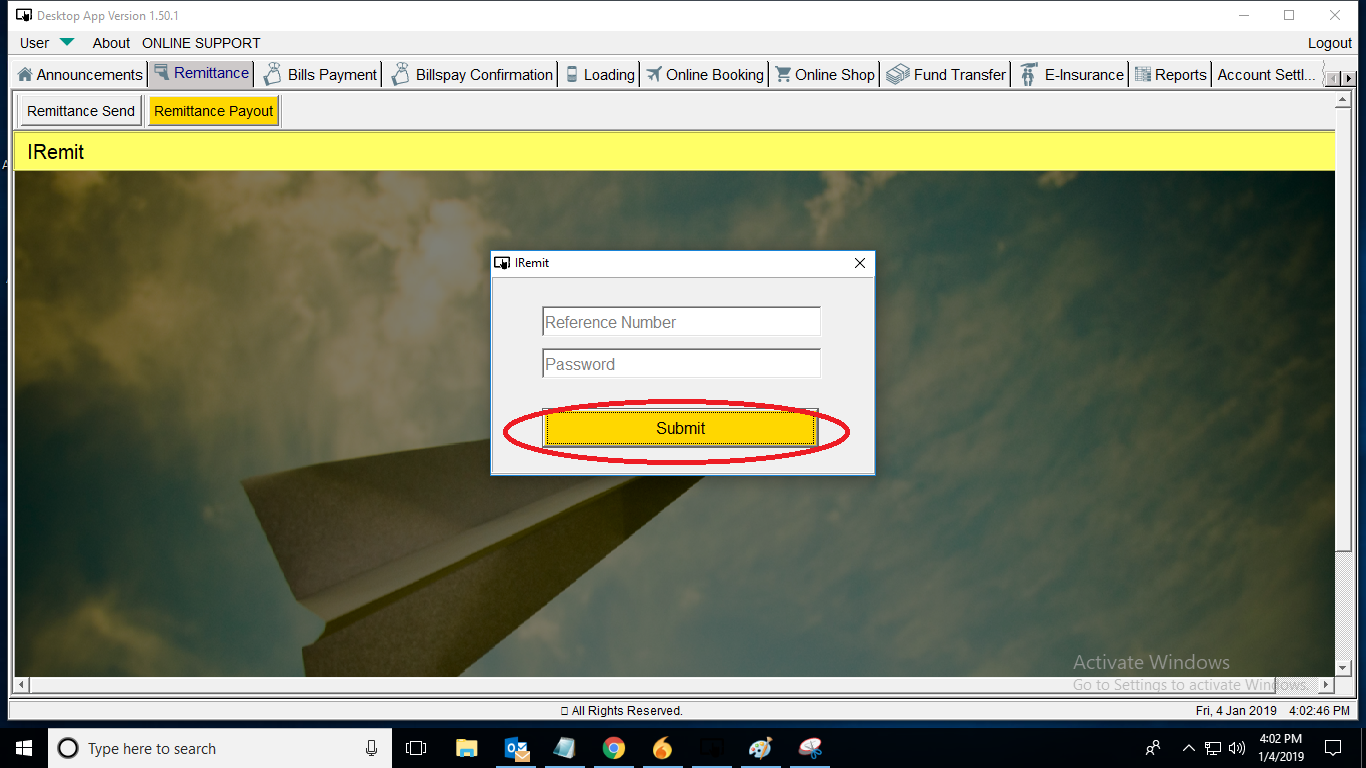 Desktop App Version 1.50.1
User About ONLINE SUPPORT Logout
Announcements Remittance Bills Payment Billspay Confirmation Loading Online Booking Online Shop Fund Transfer E-Insurance Reports Account Settl...
Remittance Send Remittance Payout
IRemit
IRemit
Reference Number
Password
Submit
Activate Windows
Go to Settings to activate Windows.
All Rights Reserved. Fri, 4 Jan 2019 4:02:46 PM
Type here to search
4:02 PM
1/4/2019